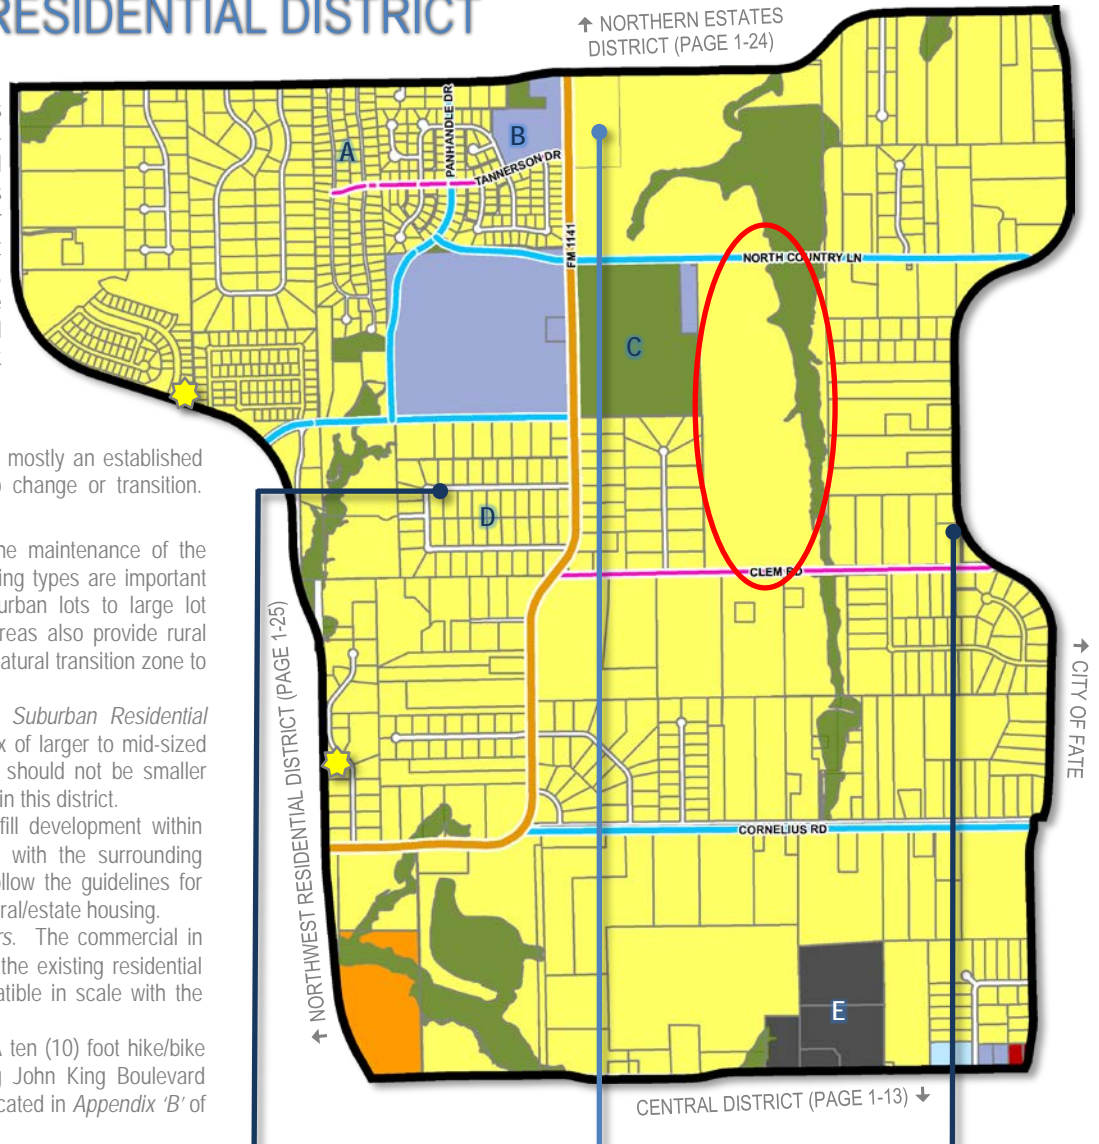 RESIDENTIAL DISTRICT
↑ NORTHERN ESTATES
DISTRICT (PAGE 1-24)
PANHANDLE DR
A
B
TANNERSON DR
FM 1141
NORTH COUNTRY LN
C
mostly an established
change or transition.
D
he maintenance of the
ing types are important
urban lots to large lot
reas also provide rural
natural transition zone to
CLEM RD
Suburban Residential
x of larger to mid-sized
should not be smaller
in this district.
fill development within
with the surrounding
ollow the guidelines for
ral/estate housing.
rs. The commercial in
the existing residential
atible in scale with the
A ten (10) foot hike/bike
g John King Boulevard
cated in Appendix 'B' of
↑ NORTHWEST RESIDENTIAL DISTRICT (PAGE 1-25)
↑ CITY OF FATE
CORNELIUS RD
E
CENTRAL DISTRICT (PAGE 1-13) ↓